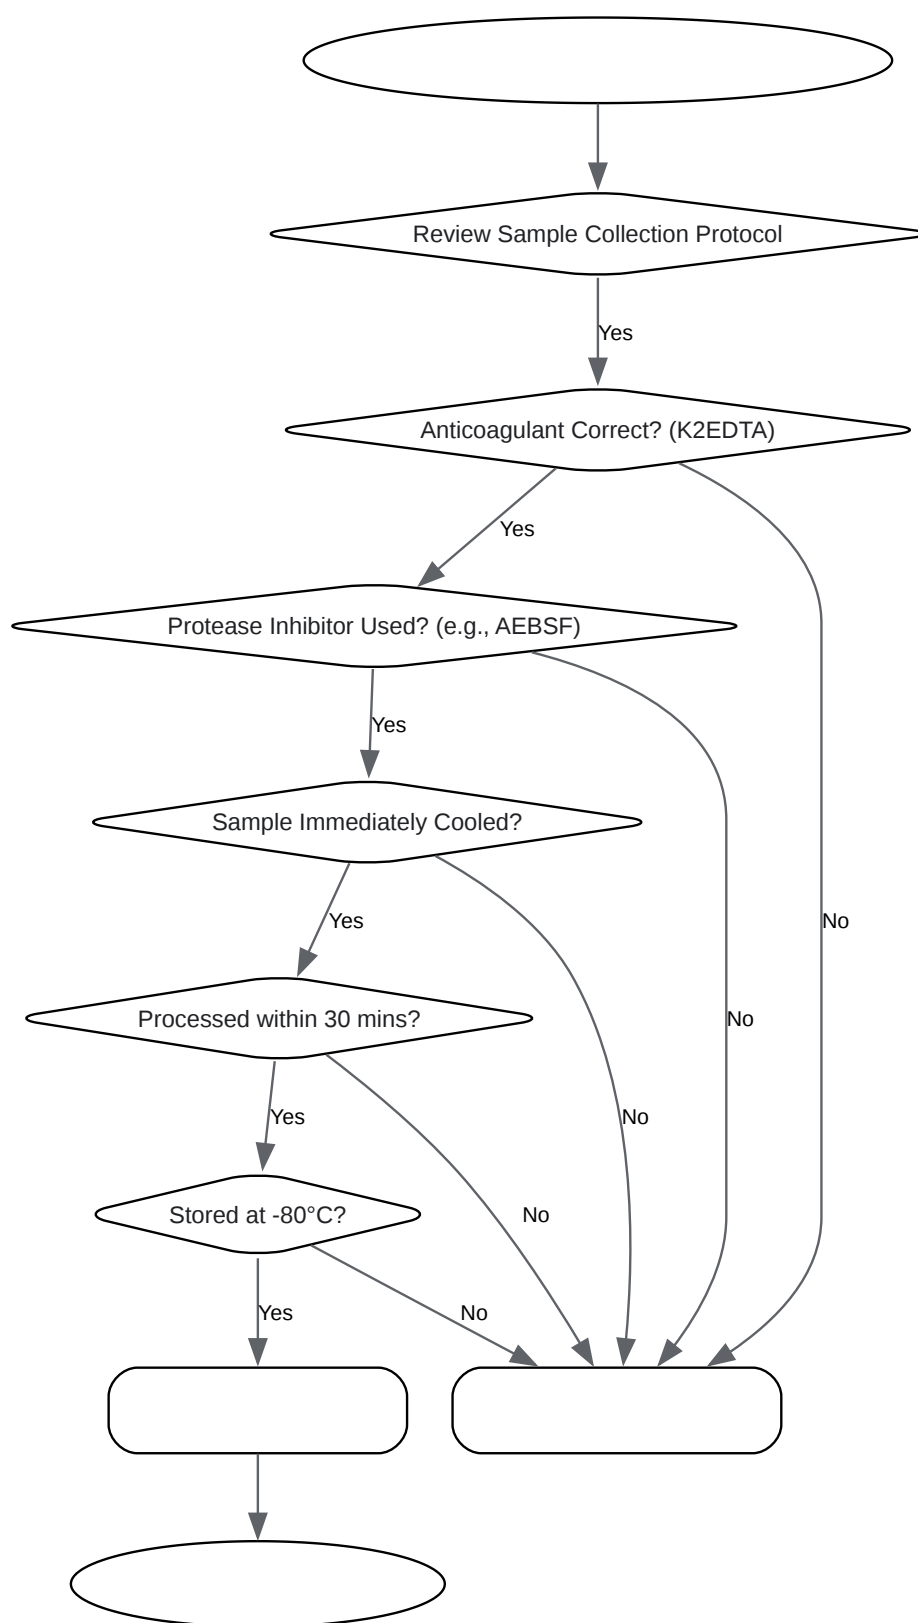 Review Sample Collection Protocol
Yes
Anticoagulant Correct? (K2EDTA)
Yes
Protease Inhibitor Used? (e.g., AEBSF)
Yes
Sample Immediately Cooled?
Yes
No
Processed within 30 mins?
No
Yes
No
Stored at -80°C?
No
Yes
No